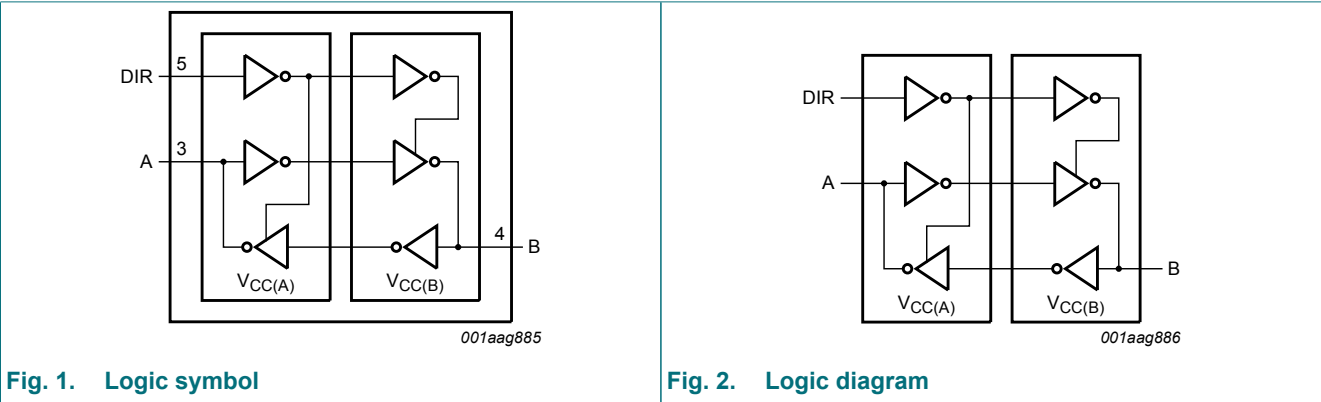 DIR 5
A 3
4 B
VCC(A) VCC(B)
001aag885
Fig. 1. Logic symbol
DIR
A
B
VCC(A) VCC(B)
001aag886
Fig. 2. Logic diagram